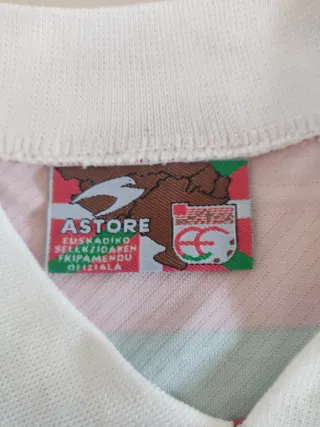 ASTORE
EUSKADIKO
SELEKZIOAREN
EKIPAMENDU
OFIZIALA